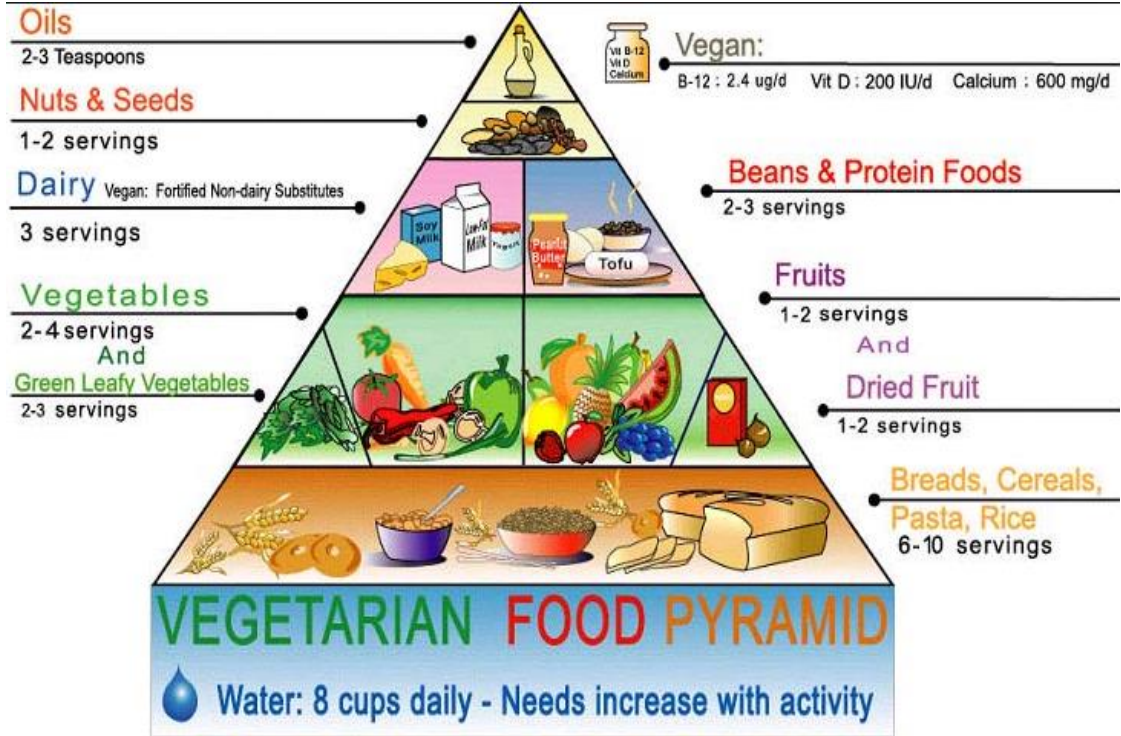 Oils
2-3 Teaspoons
Nuts & Seeds
1-2 servings
Dairy Vegan: Fortified Non-dairy Substitutes
3 servings
Vegetables
2-4 servings
And
Green Leafy Vegetables
2-3 servings
Vit B-12
Vit D
Calcium
Vegan:
B-12 : 2.4 ug/d Vit D : 200 IU/d Calcium : 600 mg/d
Beans & Protein Foods
2-3 servings
Fruits
1-2 servings
And
Dried Fruit
1-2 servings
Breads, Cereals,
Pasta, Rice
6-10 servings
Soy
Milk
Low-Fat
Milk
Yogurt
Peanut
Butter
Tofu
VEGETARIAN FOOD PYRAMID
Water: 8 cups daily - Needs increase with activity